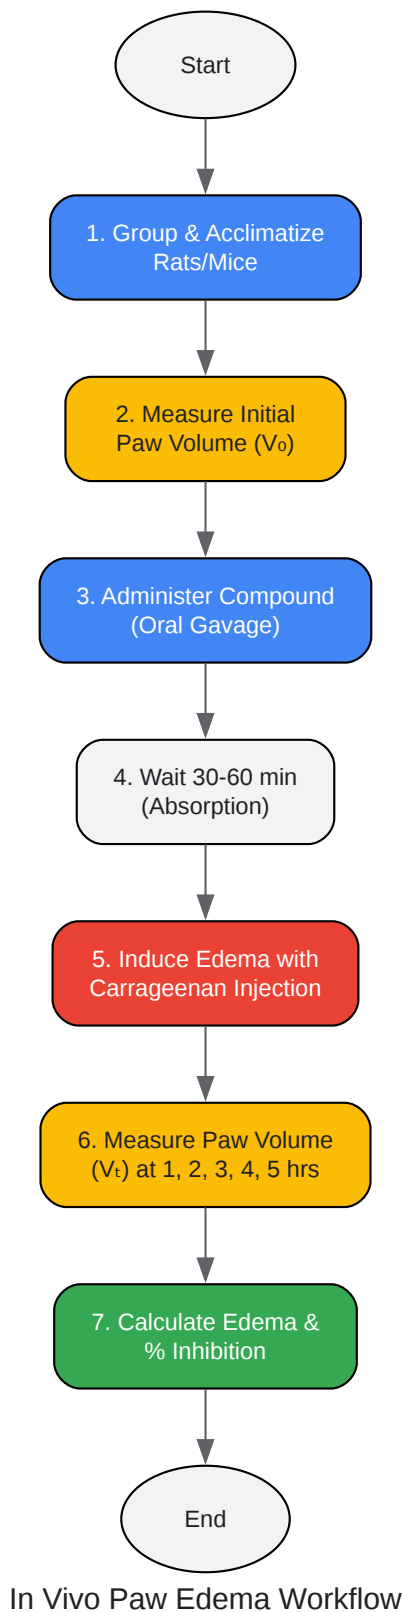 Start
1. Group & Acclimatize
Rats/Mice
2. Measure Initial
Paw Volume (V₀)
3. Administer Compound
(Oral Gavage)
4. Wait 30-60 min
(Absorption)
5. Induce Edema with
Carrageenan Injection
6. Measure Paw Volume
(Vₜ) at 1, 2, 3, 4, 5 hrs
7. Calculate Edema &
% Inhibition
End
In Vivo Paw Edema Workflow